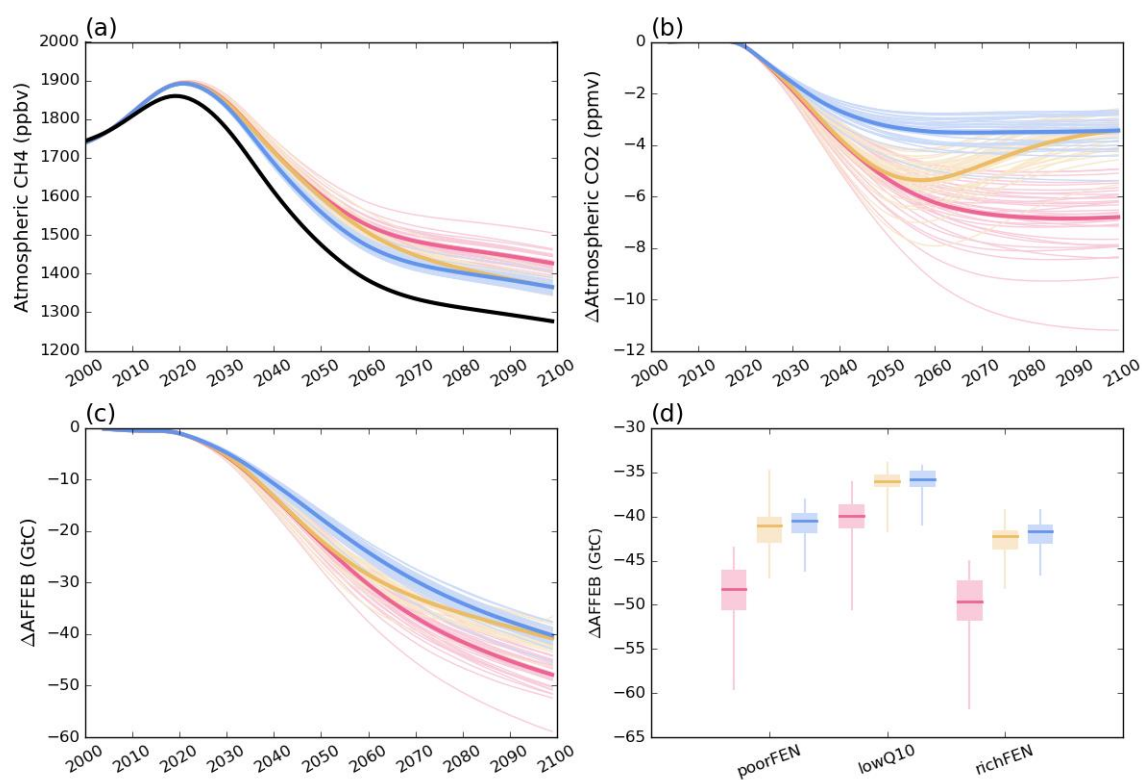 (a)
2000
1900
1800
1700
1600
1500
1400
1300
1200
Atmospheric CH4 (ppbv)
2000 2010 2020 2030 2040 2050 2060 2070 2080 2090 2100
(b)
0
−2
−4
−6
−8
−10
−12
ΔAtmospheric CO2 (ppmv)
2000 2010 2020 2030 2040 2050 2060 2070 2080 2090 2100
(c)
0
−10
−20
−30
−40
−50
−60
ΔAFFEB (GtC)
2000 2010 2020 2030 2040 2050 2060 2070 2080 2090 2100
(d)
−30
−35
−40
−45
−50
−55
−60
−65
ΔAFFEB (GtC)
poorFEN lowQ10 richFEN